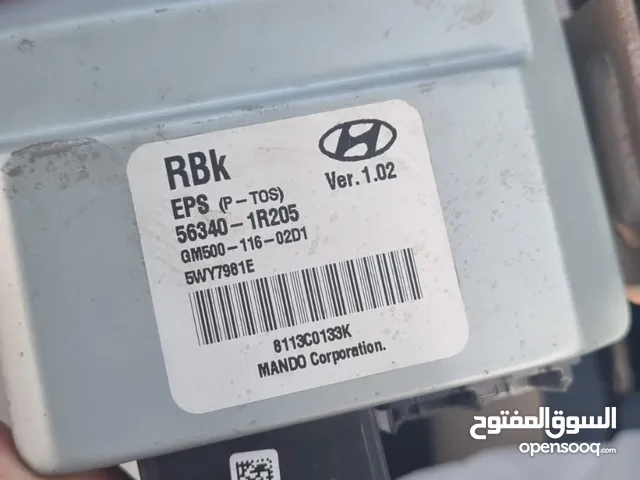 RBk
EPS (P-TOS)
Ver.1.02
56340-1R205
GM500-116-02D1
5WY7981E
8113C0133K
MANDO Corporation.
السوق المفتوح
opensooq.com